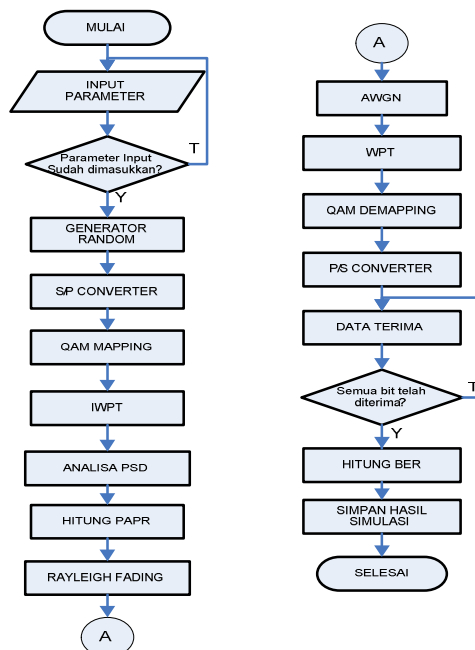 MULAI
INPUT
PARAMETER
Parameter Input
Sudah dimasukkan?
T
Y
GENERATOR
RANDOM
S/P CONVERTER
QAM MAPPING
IWPT
ANALISA PSD
HITUNG PAPR
RAYLEIGH FADING
A
A
AWGN
WPT
QAM DEMAPPING
P/S CONVERTER
DATA TERIMA
Semua bit telah
diterima?
T
Y
HITUNG BER
SIMPAN HASIL
SIMULASI
SELESAI